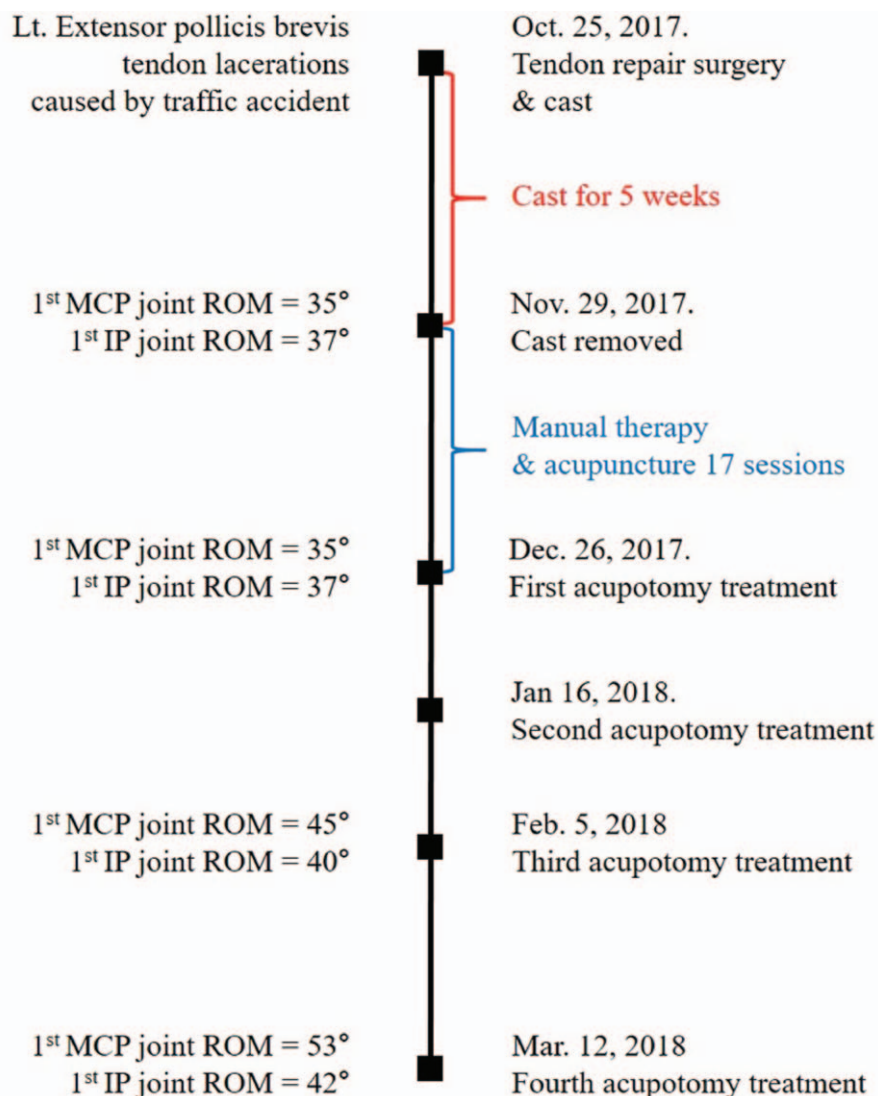 Lt. Extensor pollicis brevis
tendon lacerations
caused by traffic accident
Oct. 25, 2017.
Tendon repair surgery
& cast
Cast for 5 weeks
1st MCP joint ROM = 35°
1st IP joint ROM = 37°
Nov. 29, 2017.
Cast removed
Manual therapy
& acupuncture 17 sessions
1st MCP joint ROM = 35°
1st IP joint ROM = 37°
Dec. 26, 2017.
First acupotomy treatment
Jan 16, 2018.
Second acupotomy treatment
1st MCP joint ROM = 45°
1st IP joint ROM = 40°
Feb. 5, 2018
Third acupotomy treatment
1st MCP joint ROM = 53°
1st IP joint ROM = 42°
Mar. 12, 2018
Fourth acupotomy treatment